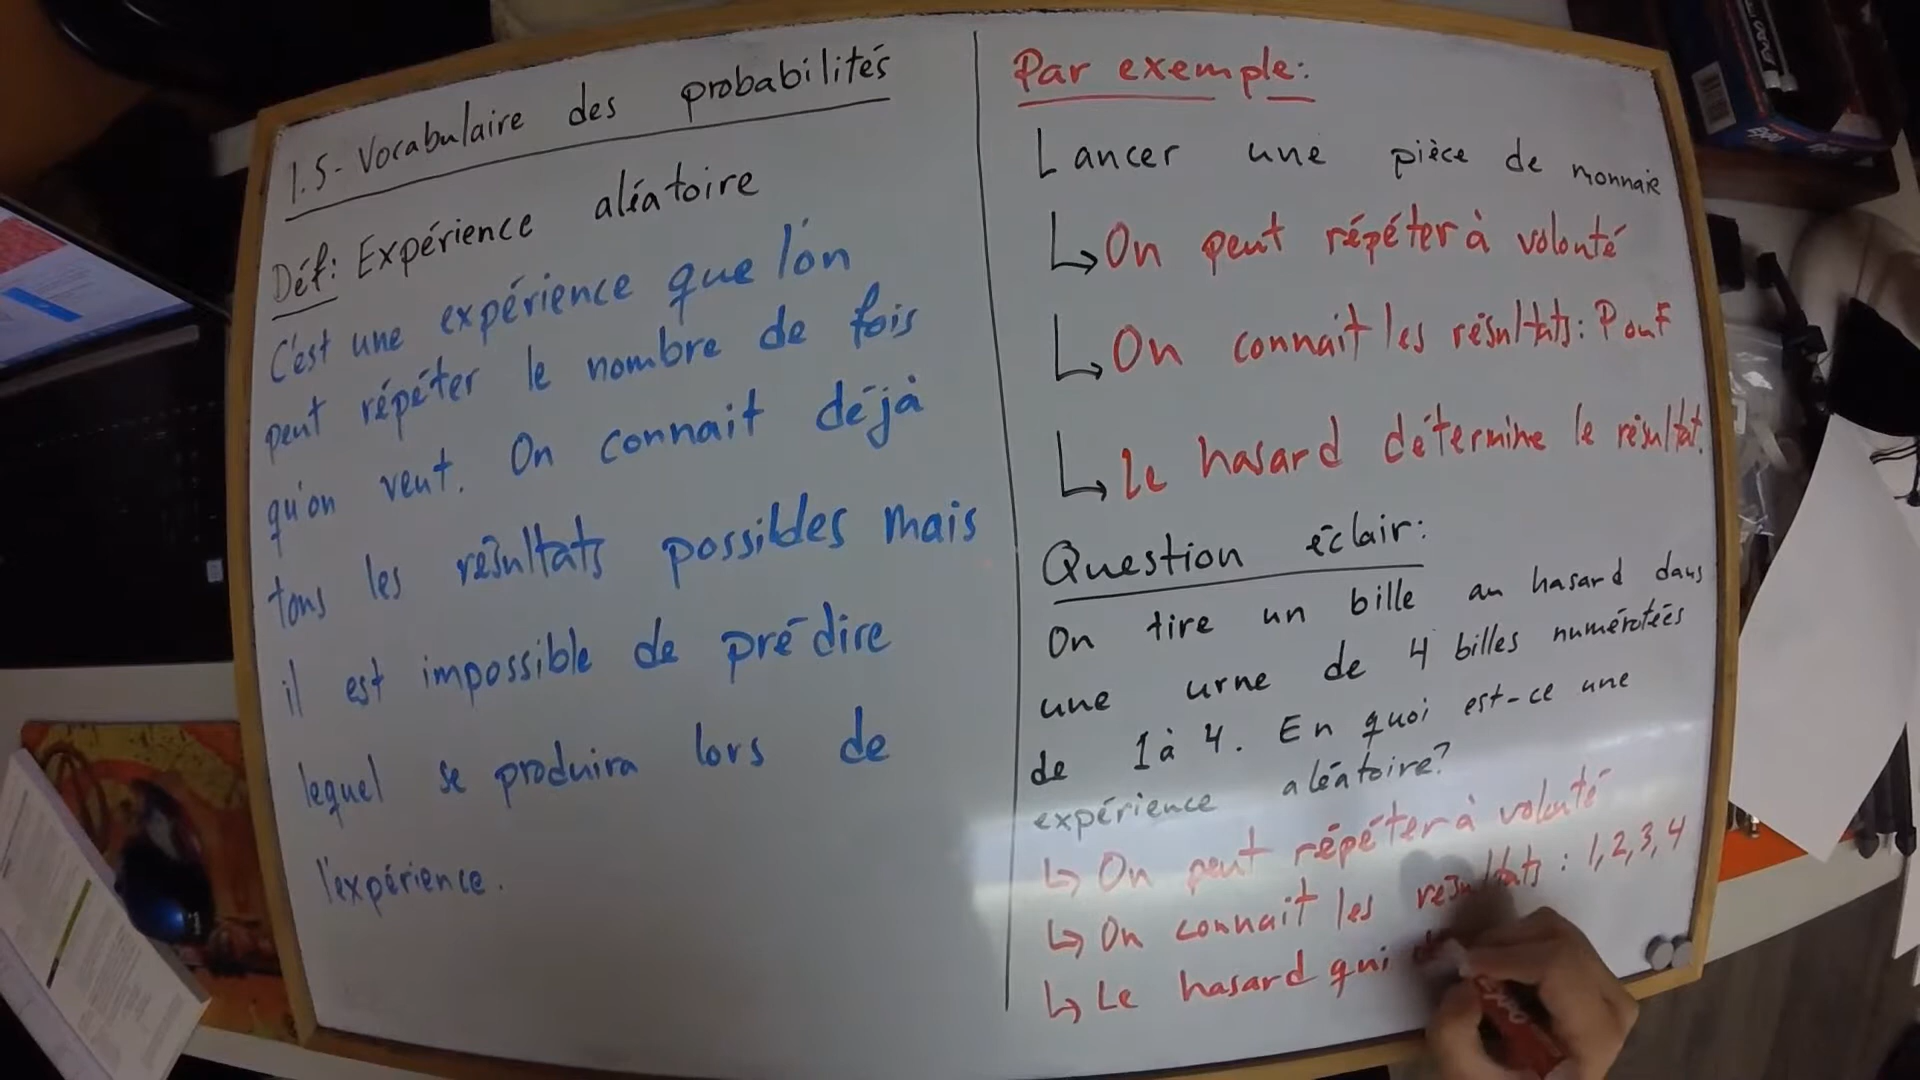 1.5- Vocabulaire des probabilités
Déf: Expérience aléatoire
C'est une expérience que l'on
peut répéter le nombre de fois
qu'on veut. On connait déjà
tous les résultats possibles mais
il est impossible de prédire
lequel se produira lors de
l'expérience.
Par exemple:
Lancer une pièce de monnaie
↳ On peut répéter à volonté
↳ On connait les résultats: P ou F
↳ Le hasard détermine le résultat.
Question éclair:
On tire un bille au hasard dans
une urne de 4 billes numérotées
de 1 à 4. En quoi est-ce une
expérience aléatoire?
↳ On peut répéter à volonté
↳ On connait les résultats : 1, 2, 3, 4
↳ Le hasard qui
EXPO